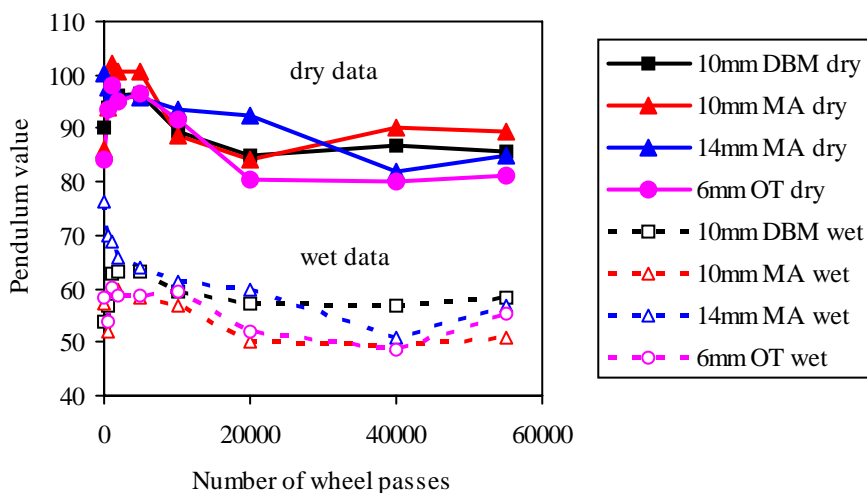 110
100
90
80
70
60
50
40
Pendulum value
dry data
wet data
0
20000
40000
60000
Number of wheel passes
10mm DBM dry
10mm MA dry
14mm MA dry
6mm OT dry
10mm DBM wet
10mm MA wet
14mm MA wet
6mm OT wet